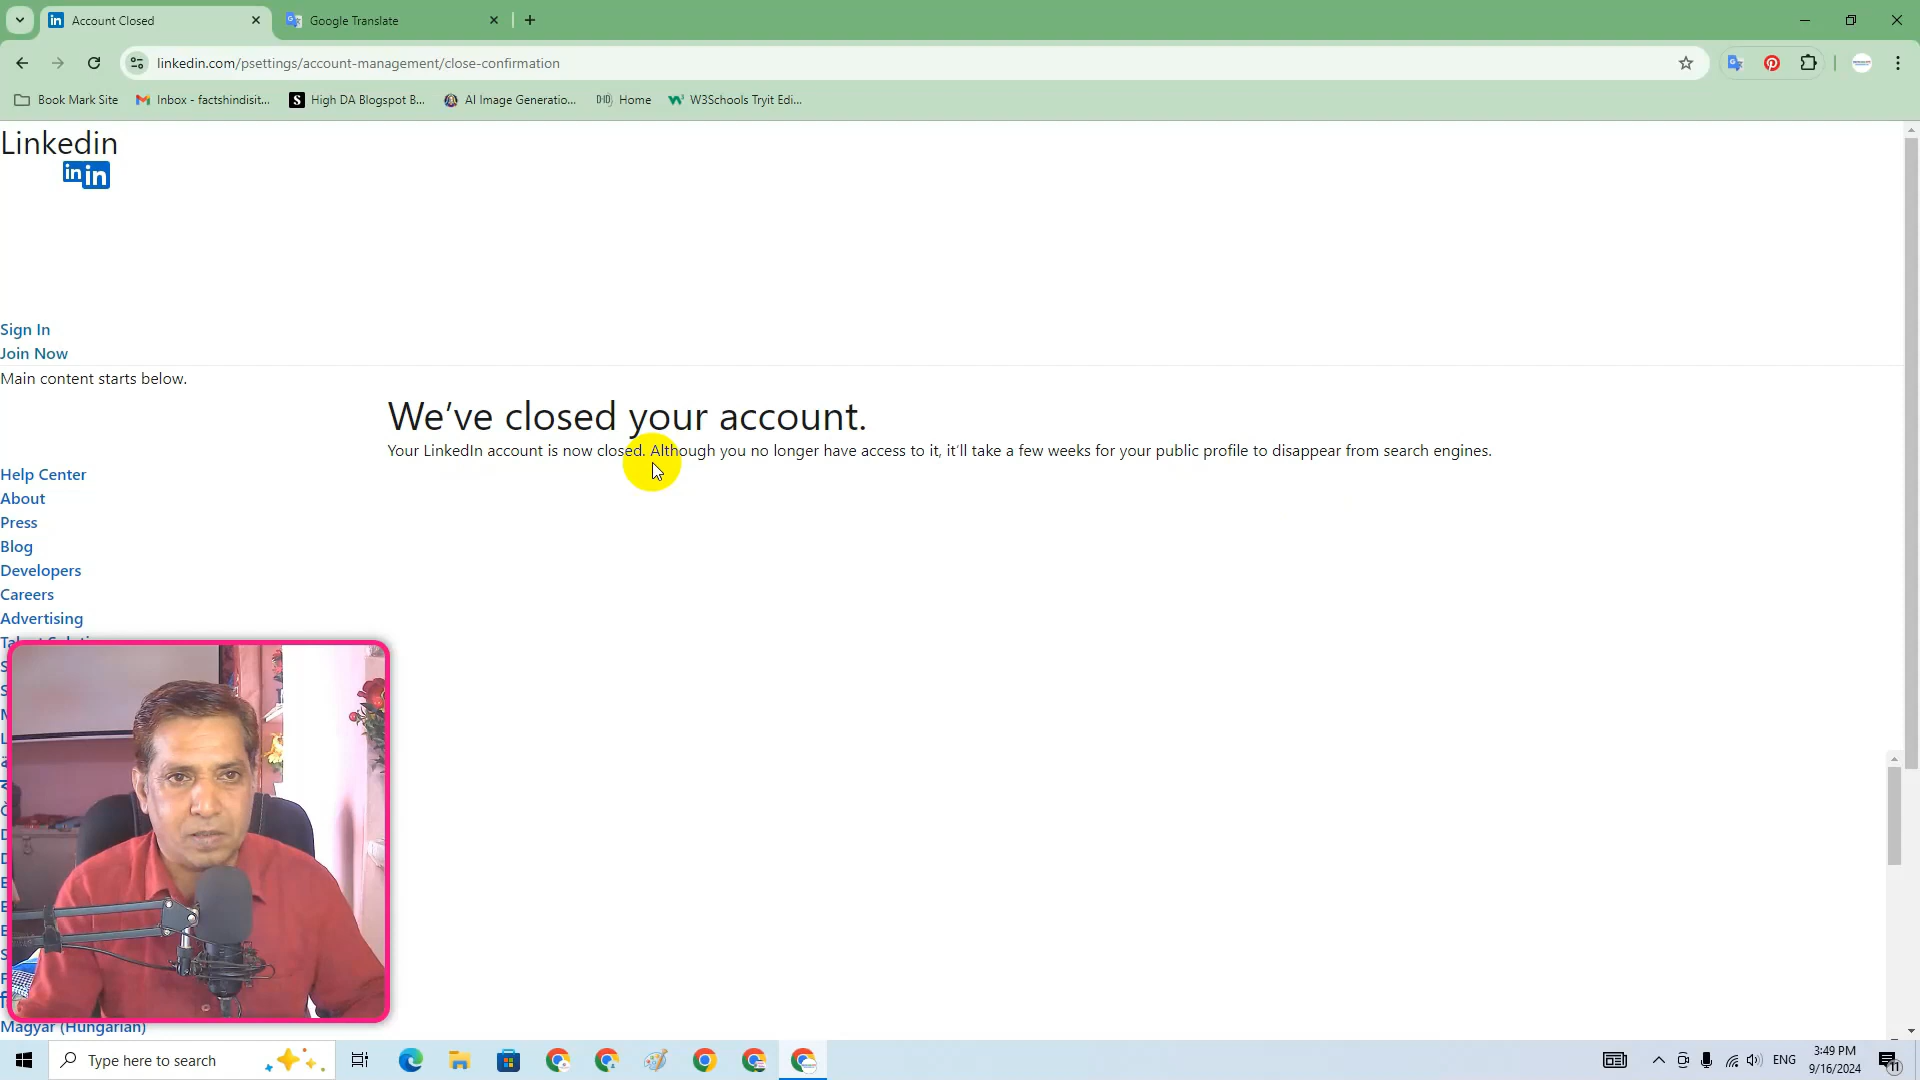 Account Closed
Google Translate
linkedin.com/psettings/account-management/close-confirmation
Book Mark Site
Inbox - factshindisit...
High DA Blogspot B...
AI Image Generatio...
Home
W3Schools Tryit Edi...
Linkedin
in in
Sign In
Join Now
Main content starts below.
We’ve closed your account.
Your LinkedIn account is now closed. Although you no longer have access to it, it’ll take a few weeks for your public profile to disappear from search engines.
Help Center
About
Press
Blog
Developers
Careers
Advertising
Magyar (Hungarian)
Type here to search
ENG
3:49 PM
9/16/2024
11